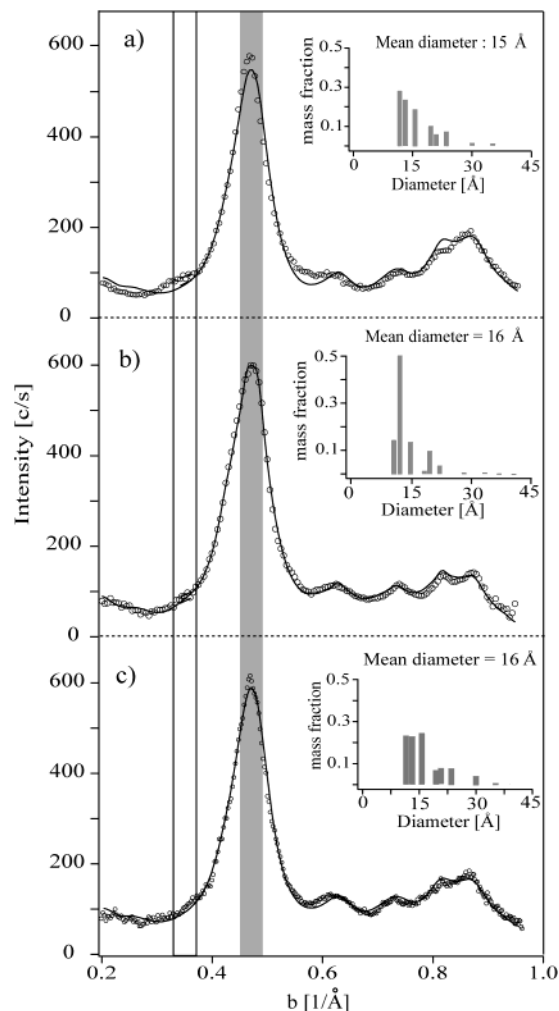 a)
Mean diameter : 15 Å
0.5
0.3
0.1
mass fraction
0 15 30 45
Diameter [Å]
600
400
200
0
b)
Mean diameter = 16 Å
0.5
0.3
0.1
mass fraction
0 15 30 45
Diameter [Å]
600
400
200
0
Intensity [c/s]
c)
Mean diameter = 16 Å
0.5
0.3
0.1
mass fraction
0 15 30 45
Diameter [Å]
600
400
200
0
0.2 0.4 0.6 0.8 1.0
b [1/Å]